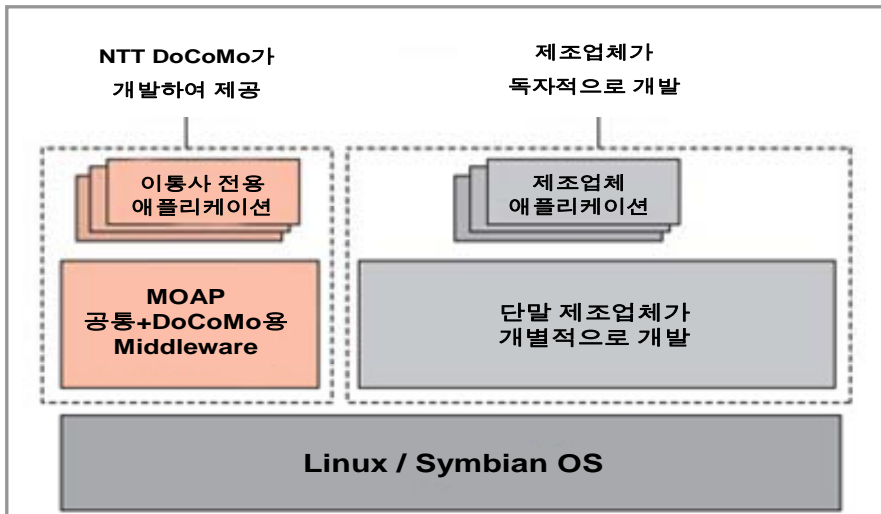 NTT DoCoMo가
개발하여 제공
제조업체가
독자적으로 개발
이통사 전용
애플리케이션
제조업체
애플리케이션
MOAP
공통+DoCoMo용
Middleware
단말 제조업체가
개별적으로 개발
Linux / Symbian OS